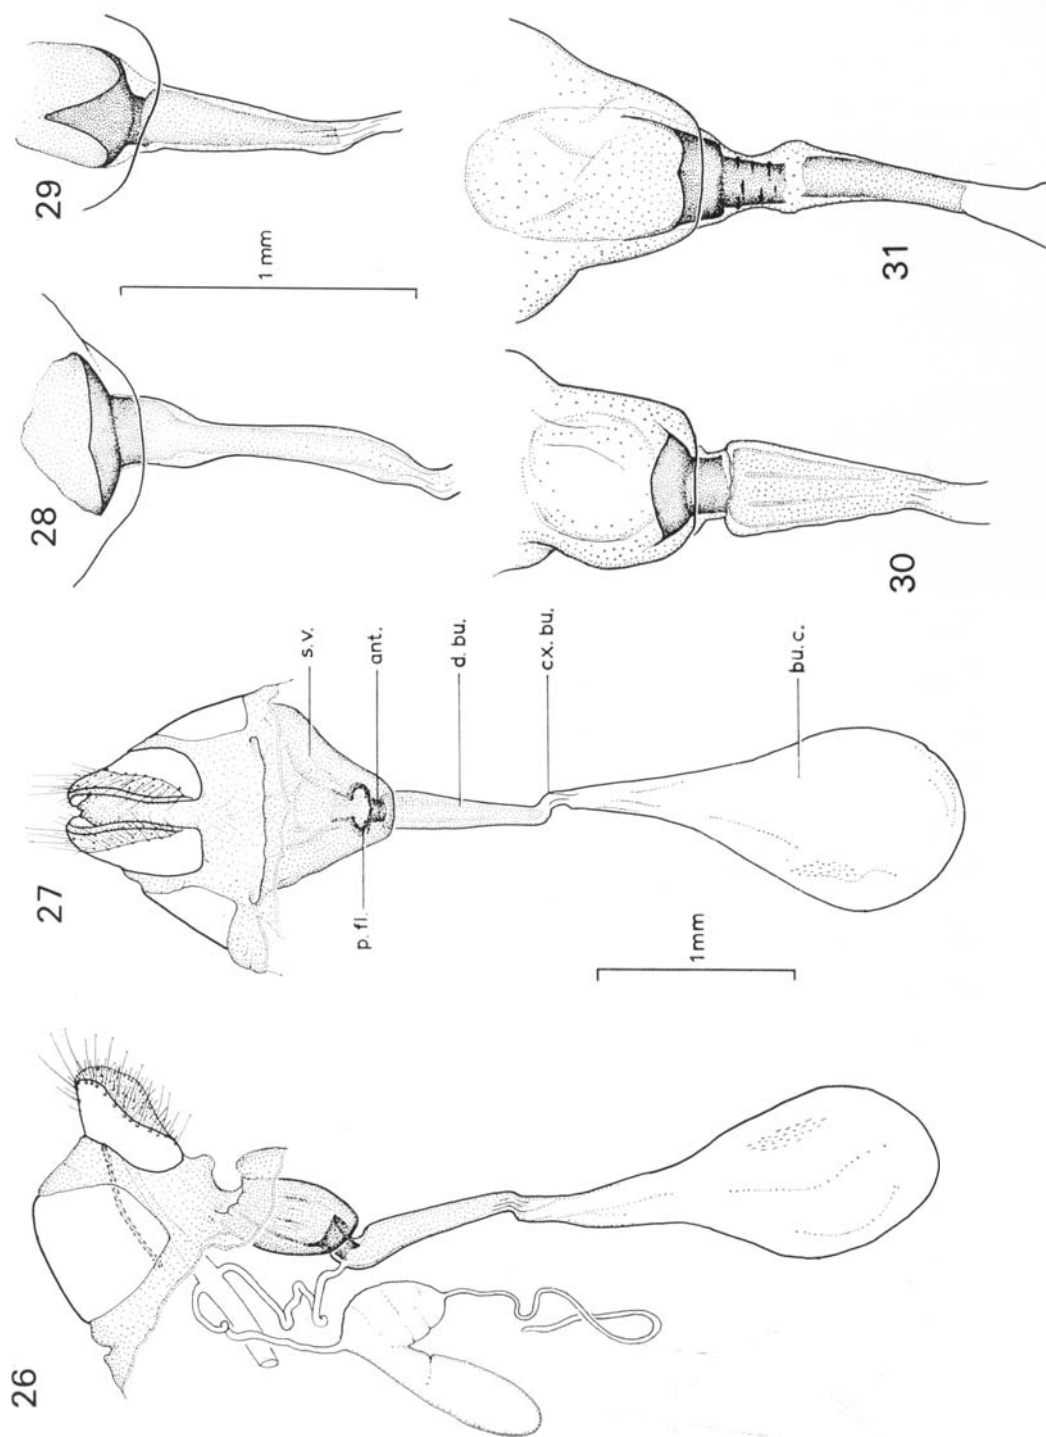 26
27
p. fl.
s.v.
ant.
d. bu.
cx. bu.
bu. c.
1mm
28
29
1 mm
30
31